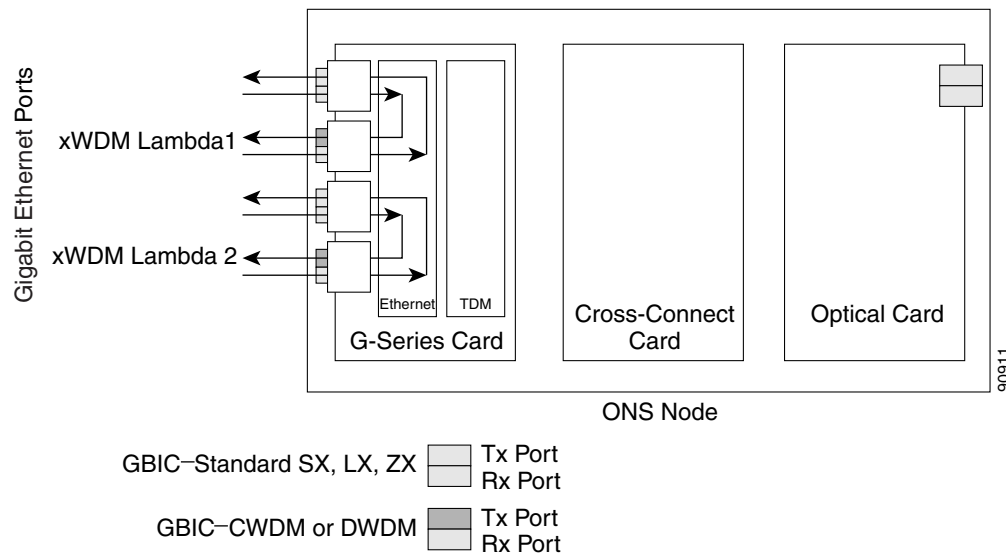 Gigabit Ethernet Ports
xWDM Lambda1
xWDM Lambda 2
Ethernet
TDM
G-Series Card
Cross-Connect
Card
Optical Card
90911
ONS Node
GBIC–Standard SX, LX, ZX
Tx Port
Rx Port
GBIC–CWDM or DWDM
Tx Port
Rx Port